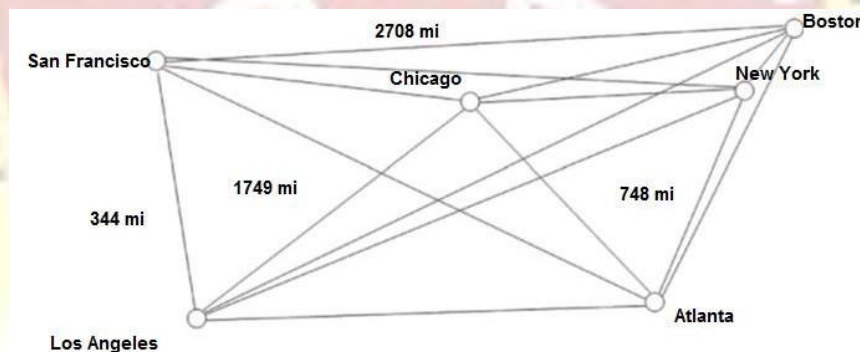 2708 mi
Boston
San Francisco
Chicago
New York
1749 mi
748 mi
344 mi
Atlanta
Los Angeles